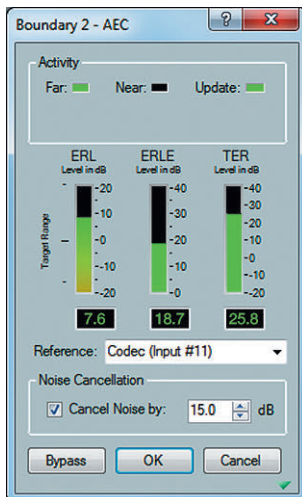 Boundary 2 - AEC
?
Activity
Far: Near: Update:
ERL ERLE TER
Level in dB Level in dB Level in dB
Target Range
-20 -40 -40
-10 -30 -30
-0 -20 -20
-10 -10 -10
--20 -0 -0
-10
--20
7.6 18.7 25.8
Reference: Codec (Input #11)
Noise Cancellation
Cancel Noise by: 15.0 dB
Bypass OK Cancel